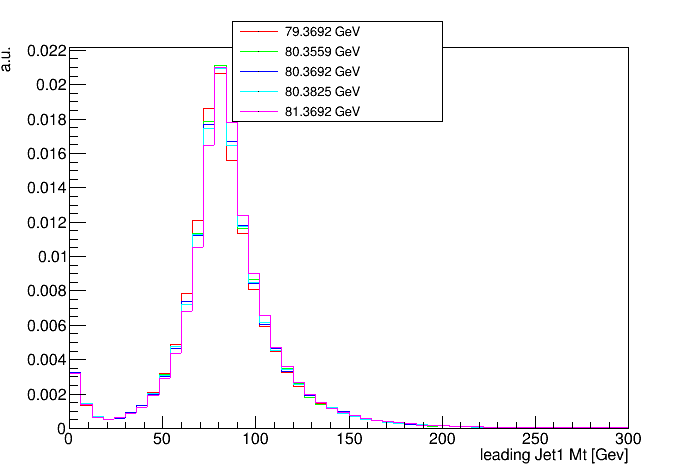 79.3692 GeV
80.3559 GeV
80.3692 GeV
80.3825 GeV
81.3692 GeV
a.u.
0.022
0.02
0.018
0.016
0.014
0.012
0.01
0.008
0.006
0.004
0.002
0
0 50 100 150 200 250 300
leading Jet1 Mt [Gev]